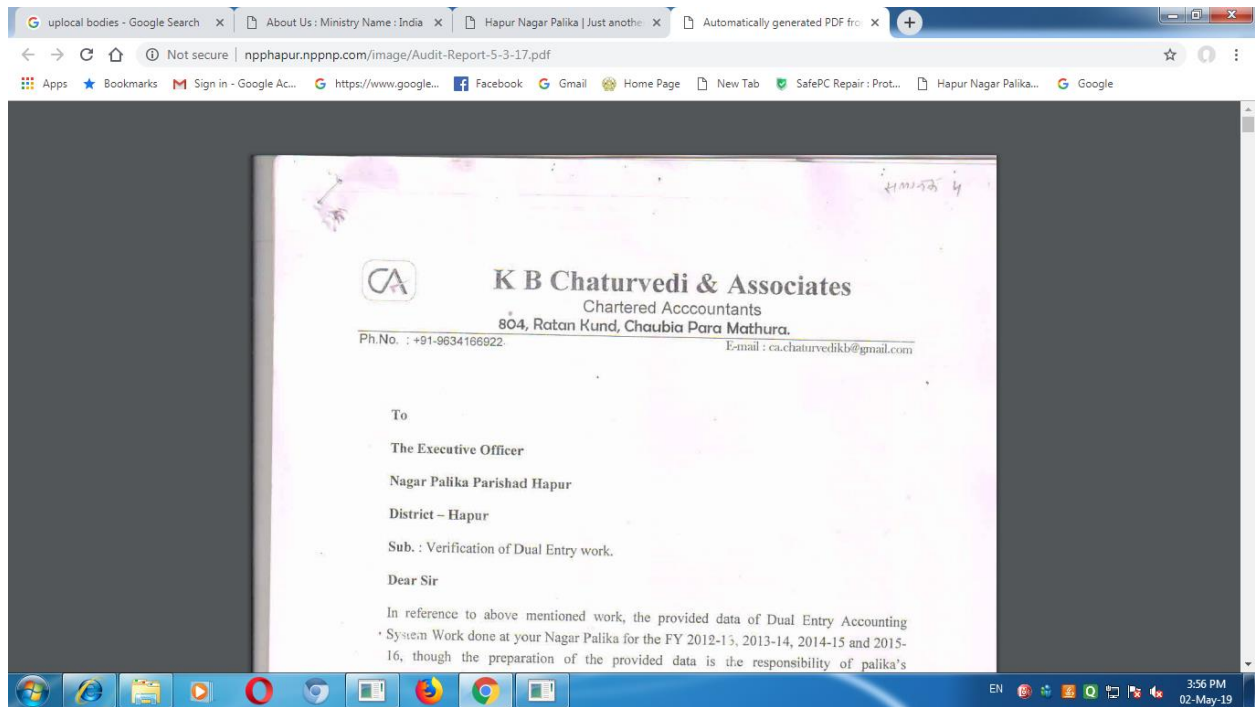 uplocal bodies - Google Search
About Us : Ministry Name : India
Hapur Nagar Palika | Just anothe
Automatically generated PDF fro
Not secure | npphapur.nppnp.com/image/Audit-Report-5-3-17.pdf
Apps Bookmarks Sign in - Google Ac... https://www.google... Facebook Gmail Home Page New Tab SafePC Repair : Prot... Hapur Nagar Palika... Google
CA K B Chaturvedi & Associates
Chartered Acccountants
804, Ratan Kund, Chaubia Para Mathura.
Ph.No. : +91-9634166922
E-mail : ca.chaturvedikb@gmail.com
To
The Executive Officer
Nagar Palika Parishad Hapur
District – Hapur
Sub. : Verification of Dual Entry work.
Dear Sir
In reference to above mentioned work, the provided data of Dual Entry Accounting
System Work done at your Nagar Palika for the FY 2012-13, 2013-14, 2014-15 and 2015-
16, though the preparation of the provided data is the responsibility of palika's
EN 3:56 PM
02-May-19